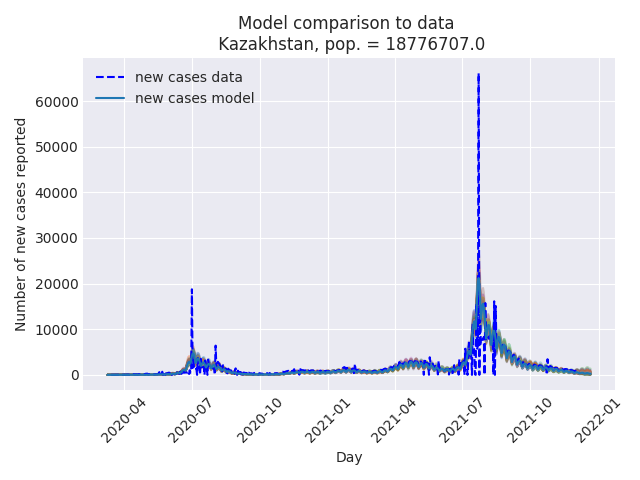 Model comparison to data
Kazakhstan, pop. = 18776707.0
new cases data
new cases model
Number of new cases reported
60000
50000
40000
30000
20000
10000
0
2020-04
2020-07
2020-10
2021-01
2021-04
2021-07
2021-10
2022-01
Day